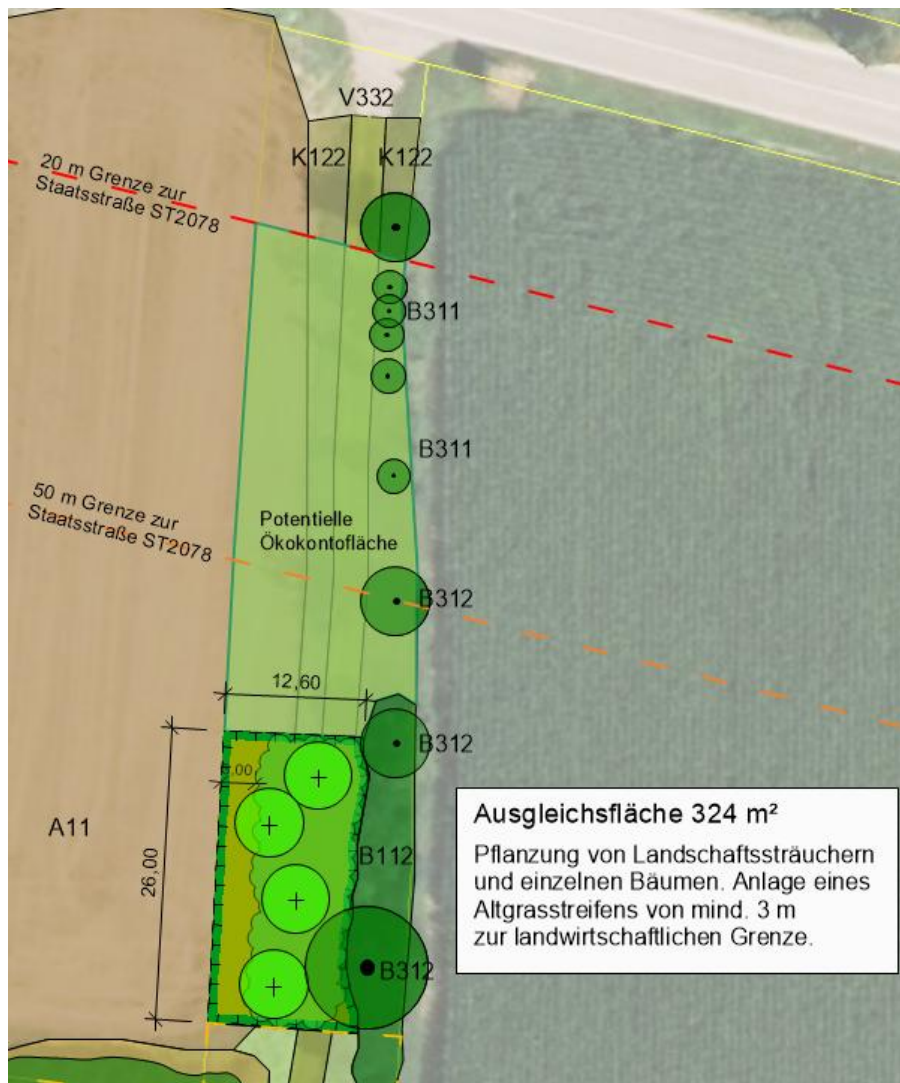 V332
K122
K122
20 m Grenze zur
Staatsstraße ST2078
B311
B311
50 m Grenze zur
Staatsstraße ST2078
Potentielle
Ökokontofläche
B312
12,60
B312
A11
26,00
B112
B312
Ausgleichsfläche 324 m²
Pflanzung von Landschaftssträuchern
und einzelnen Bäumen. Anlage eines
Altgrasstreifens von mind. 3 m
zur landwirtschaftlichen Grenze.